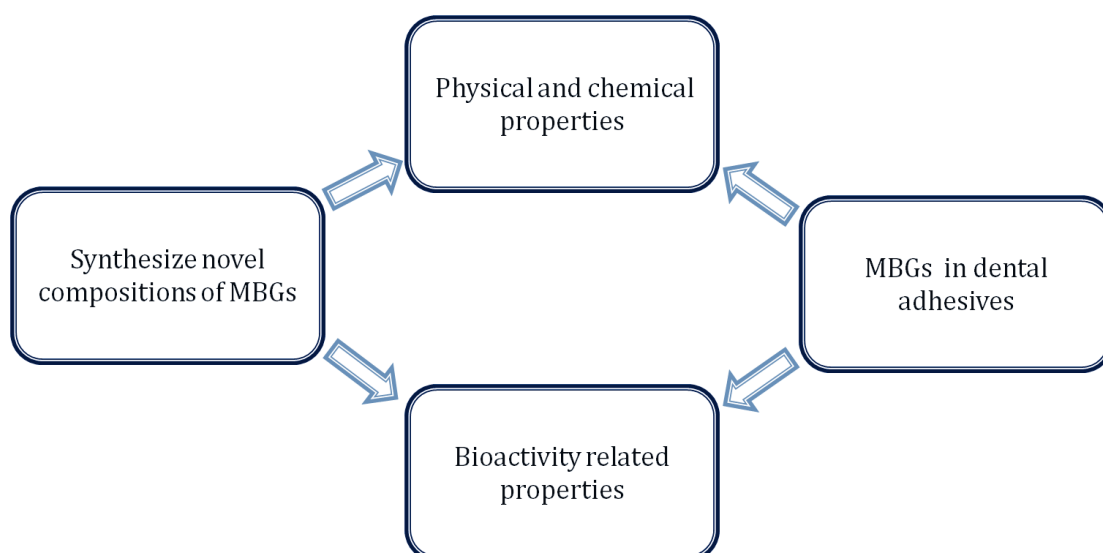 Physical and chemical
properties
Synthesize novel
compositions of MBGs
MBGs in dental
adhesives
Bioactivity related
properties